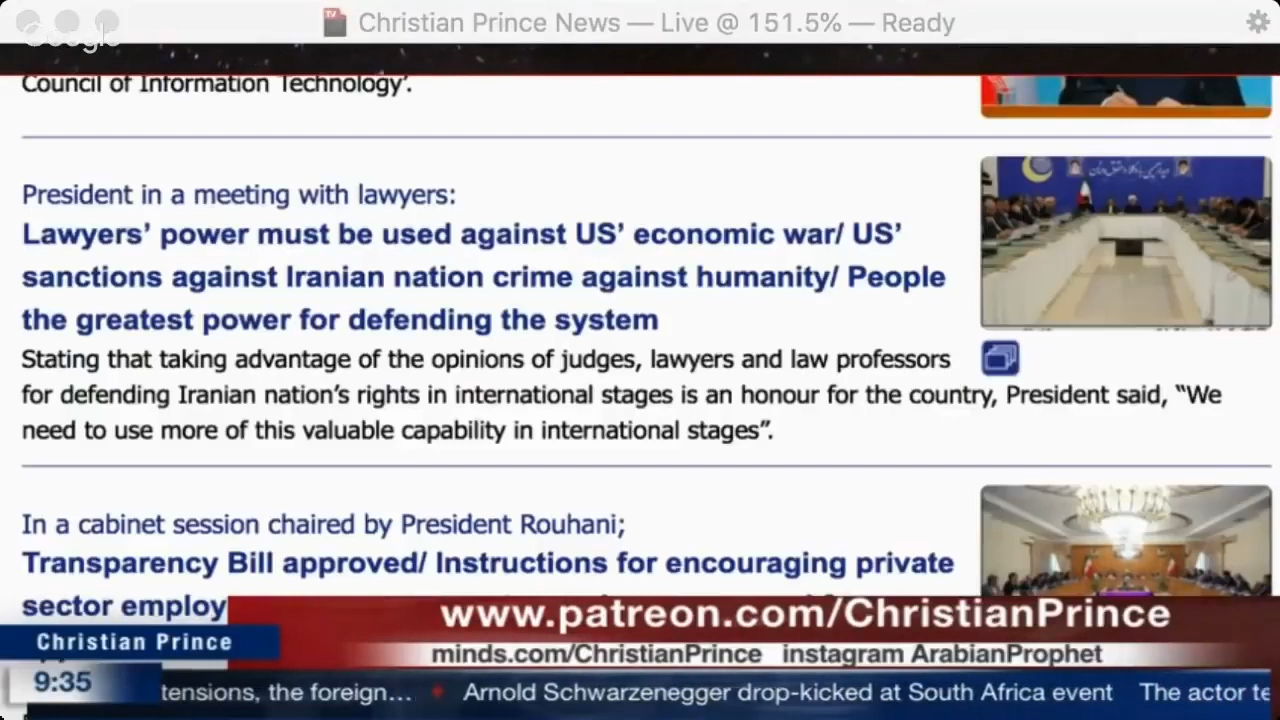 Christian Prince News — Live @ 151.5% — Ready
Google
Council of Information Technology’.
President in a meeting with lawyers:
Lawyers’ power must be used against US’ economic war/ US’
sanctions against Iranian nation crime against humanity/ People
the greatest power for defending the system
Stating that taking advantage of the opinions of judges, lawyers and law professors
for defending Iranian nation’s rights in international stages is an honour for the country, President said, “We
need to use more of this valuable capability in international stages”.
In a cabinet session chaired by President Rouhani;
Transparency Bill approved/ Instructions for encouraging private
sector employ
www.patreon.com/ChristianPrince
Christian Prince
minds.com/ChristianPrince instagram ArabianProphet
9:35
tensions, the foreign... Arnold Schwarzenegger drop-kicked at South Africa event The actor te